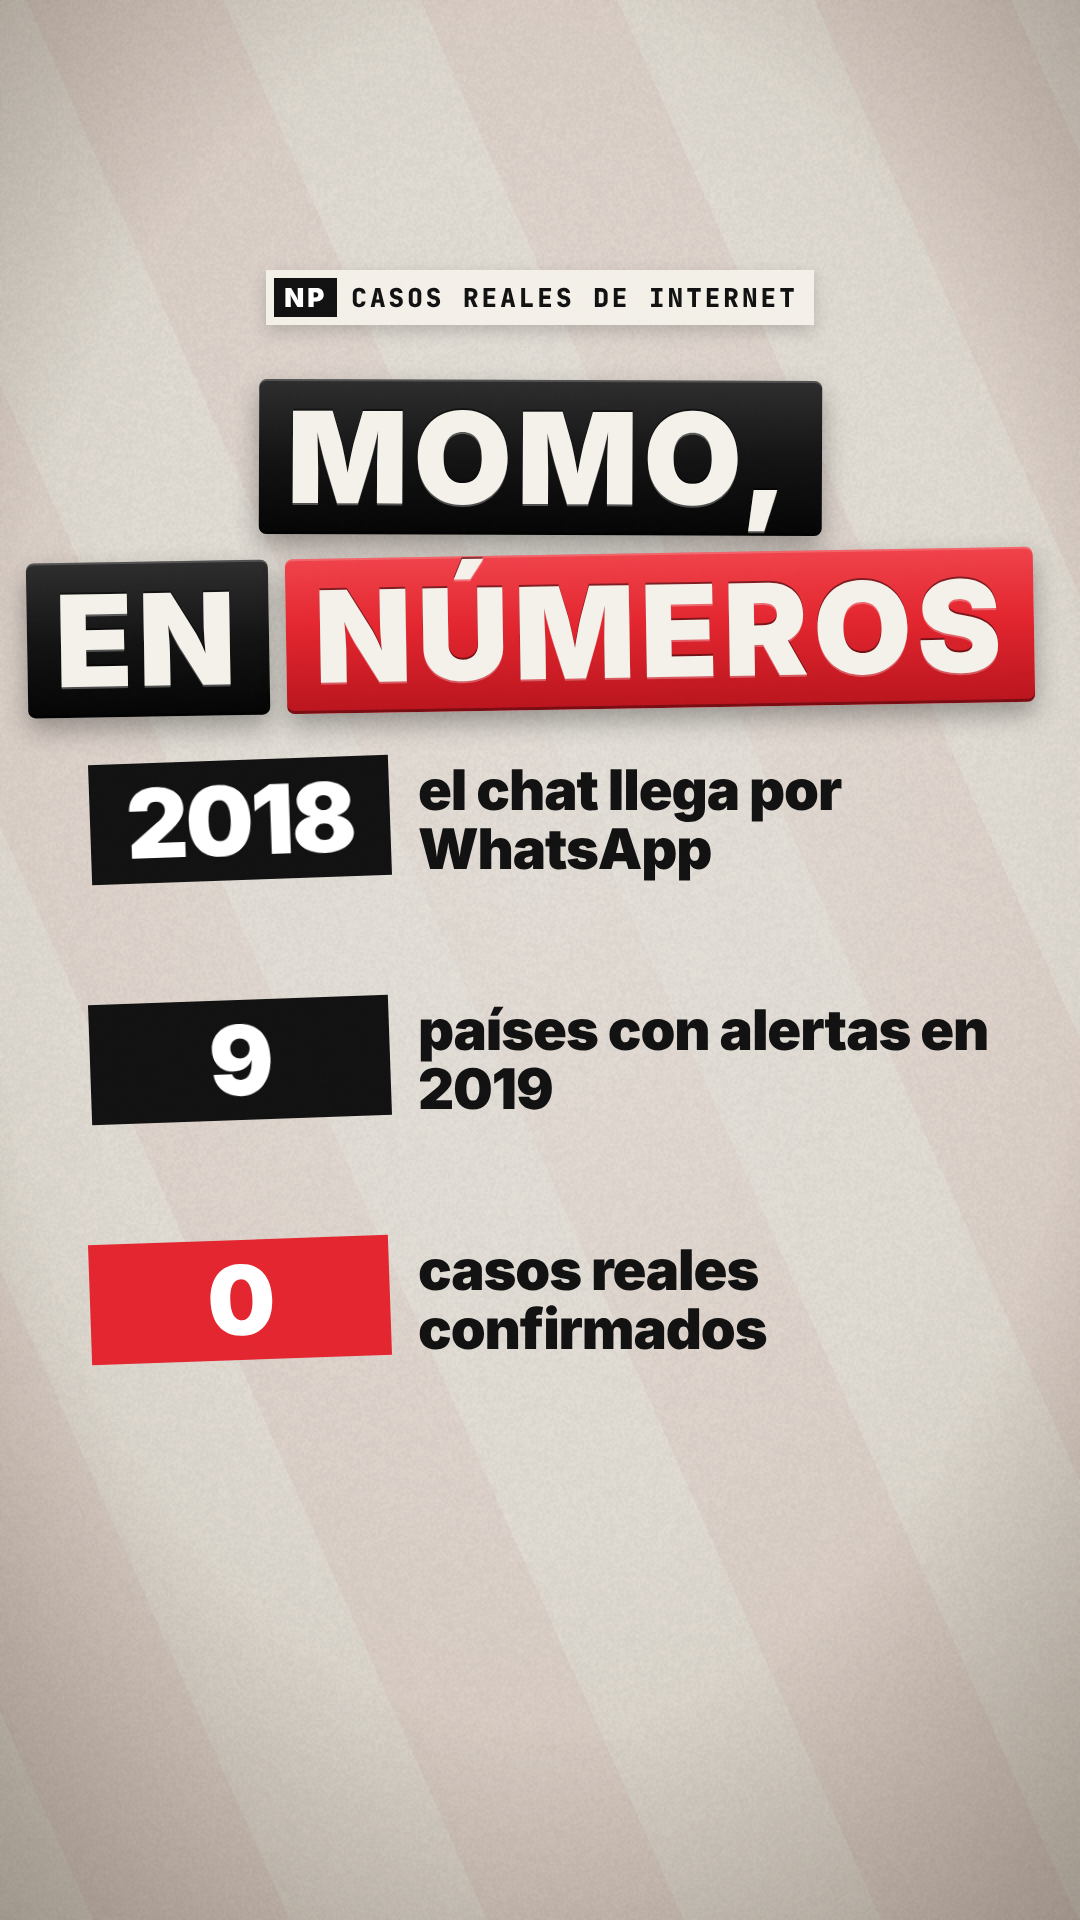 NP CASOS REALES DE INTERNET
MOMO,
EN NÚMEROS
2018 el chat llega por
WhatsApp
9 países con alertas en
2019
0 casos reales
confirmados